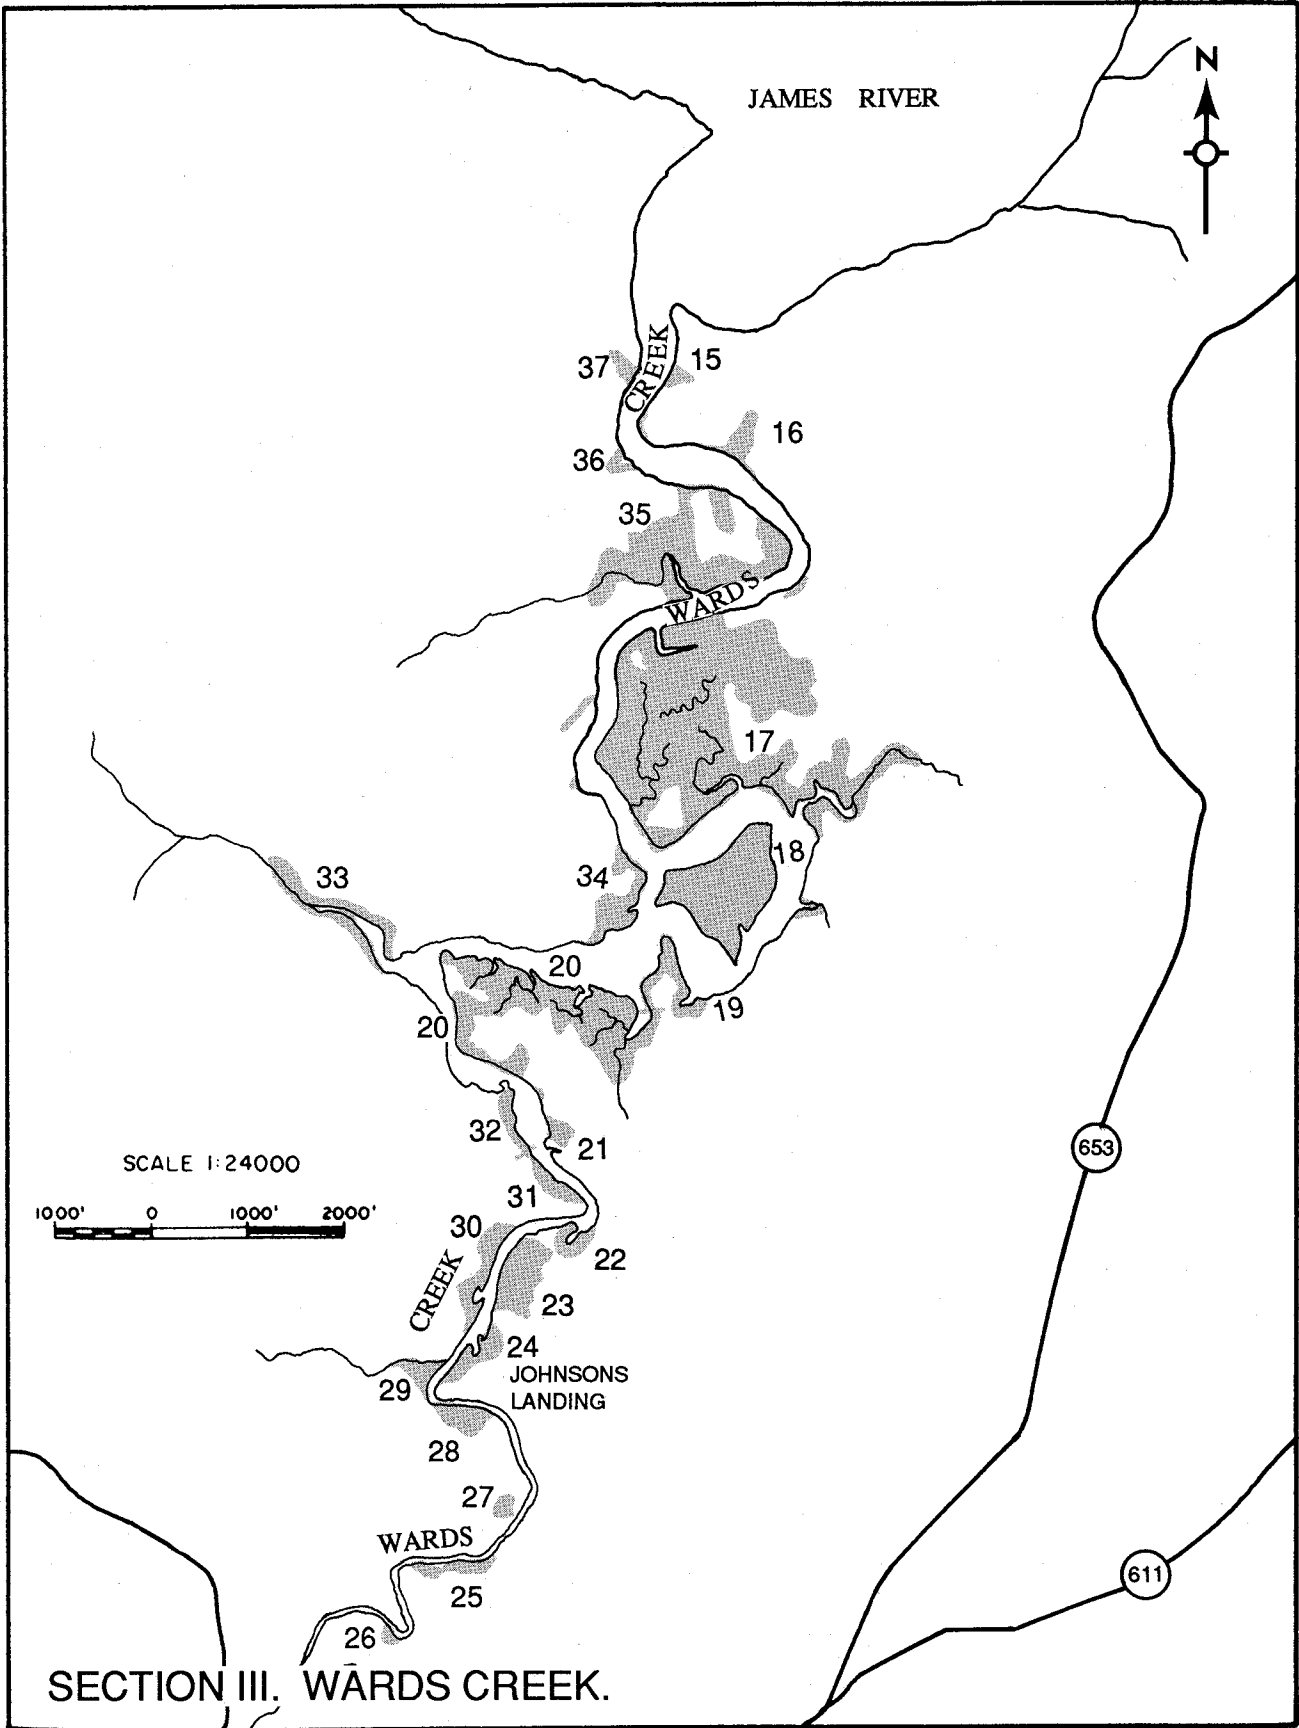 JAMES RIVER
N
CREEK
37
15
16
36
35
WARDS
17
18
34
33
20
19
20
32
21
SCALE 1:24000
31
1000' 0 1000' 2000'
30
22
CREEK
23
24
JOHNSONS
LANDING
29
28
27
WARDS
25
26
653
611
SECTION III. WARDS CREEK.